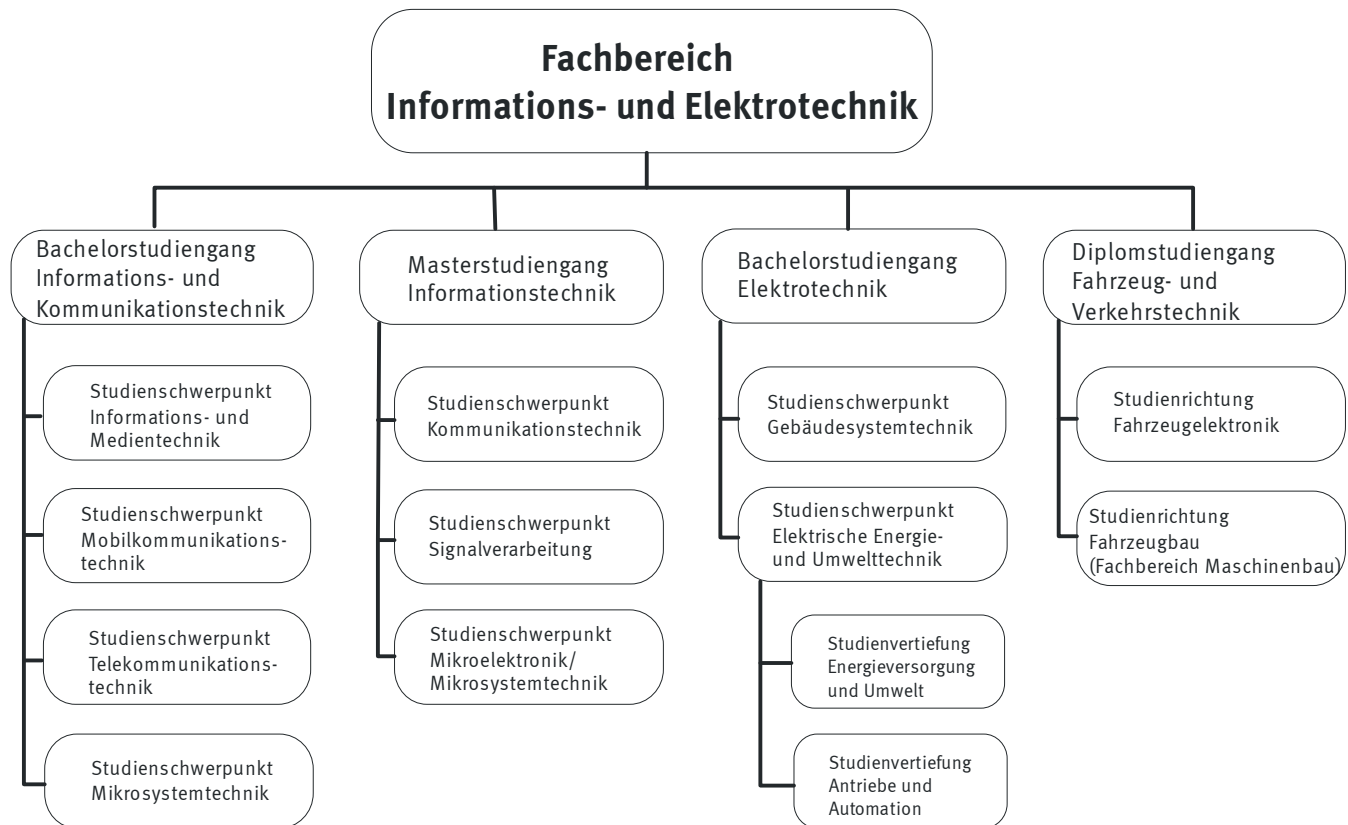 Fachbereich
Informations- und Elektrotechnik
Bachelorstudiengang
Informations- und
Kommunikationstechnik
Studienschwerpunkt
Informations- und
Medientechnik
Studienschwerpunkt
Mobilkommunikations-
technik
Studienschwerpunkt
Telekommunikations-
technik
Studienschwerpunkt
Mikrosystemtechnik
Masterstudiengang
Informationstechnik
Studienschwerpunkt
Kommunikationstechnik
Studienschwerpunkt
Signalverarbeitung
Studienschwerpunkt
Mikroelektronik/
Mikrosystemtechnik
Bachelorstudiengang
Elektrotechnik
Studienschwerpunkt
Gebäudesystemtechnik
Studienschwerpunkt
Elektrische Energie-
und Umwelttechnik
Studienvertiefung
Energieversorgung
und Umwelt
Studienvertiefung
Antriebe und
Automation
Diplomstudiengang
Fahrzeug- und
Verkehrstechnik
Studienrichtung
Fahrzeugelektronik
Studienrichtung
Fahrzeugbau
(Fachbereich Maschinenbau)